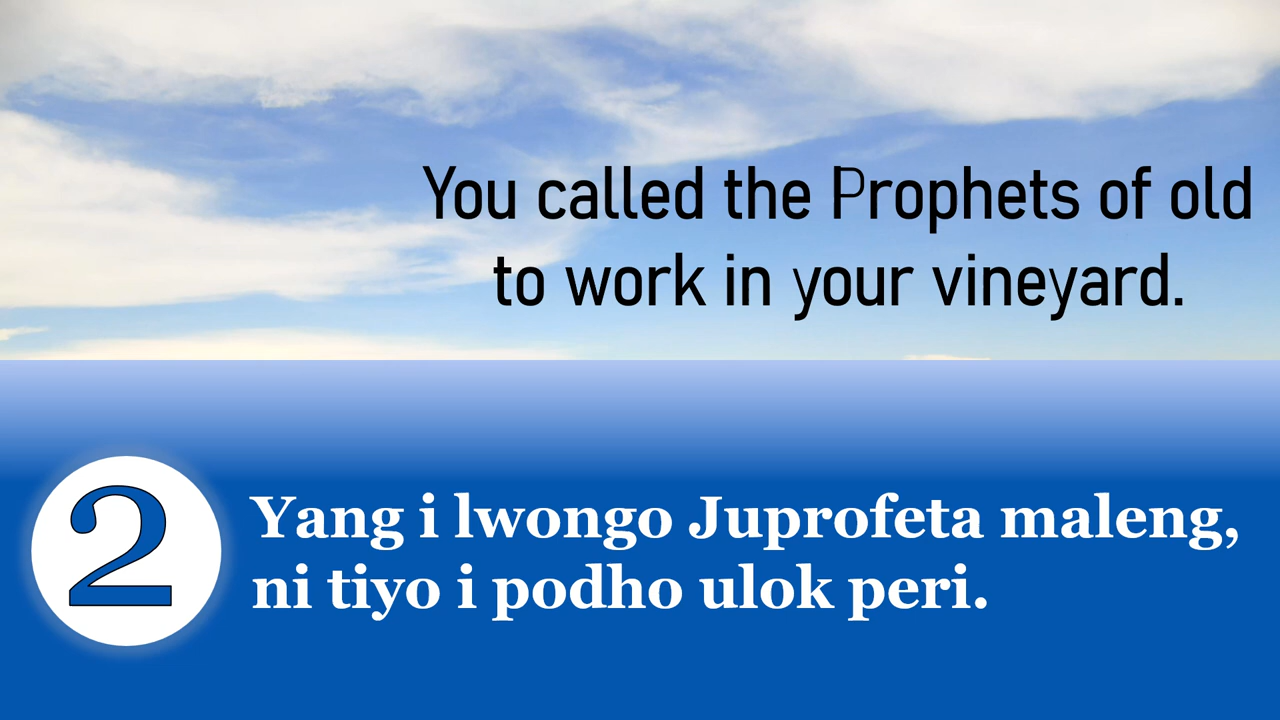 You called the Prophets of old
to work in your vineyard.
2
Yang i lwongo Juprofeta maleng,
ni tiyo i podho ulok peri.